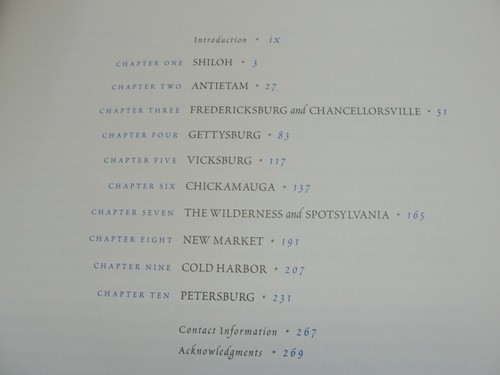 Introduction • ix
CHAPTER ONE SHILOH • 3
CHAPTER TWO ANTIETAM • 27
CHAPTER THREE FREDERICKSBURG and CHANCELLORSVILLE • 51
CHAPTER FOUR GETTYSBURG • 83
CHAPTER FIVE VICKSBURG • 117
CHAPTER SIX CHICKAMAUGA • 137
CHAPTER SEVEN THE WILDERNESS and SPOTSYLVANIA • 165
CHAPTER EIGHT NEW MARKET • 191
CHAPTER NINE COLD HARBOR • 207
CHAPTER TEN PETERSBURG • 231
Contact Information • 267
Acknowledgments • 269